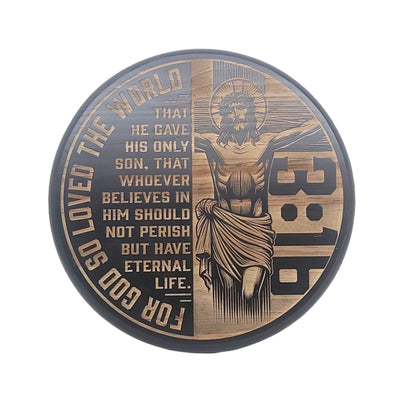 FOR GOD SO LOVED THE WORLD
THAT
HE GAVE
HIS ONLY
SON, THAT
WHOEVER
BELIEVES IN
HIM SHOULD
NOT PERISH
BUT HAVE
ETERNAL
LIFE.
3:16